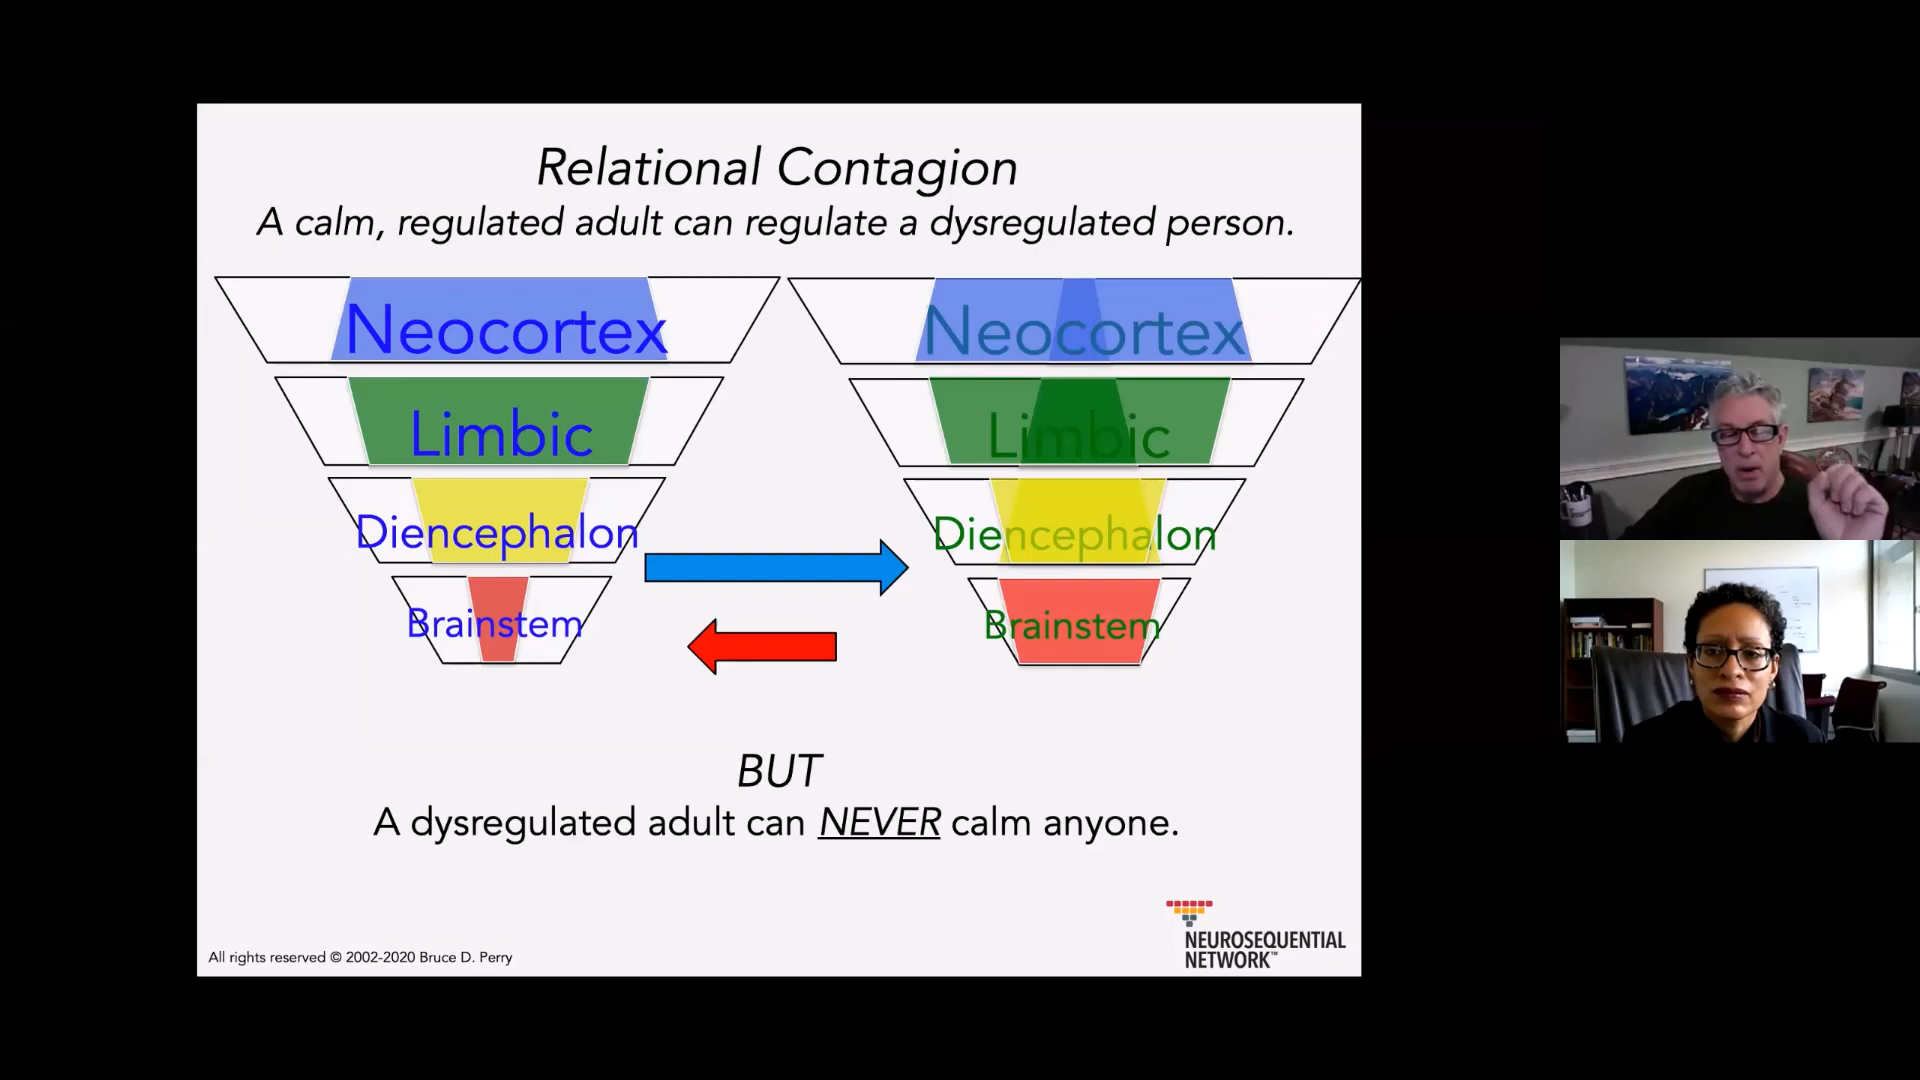 Relational Contagion
A calm, regulated adult can regulate a dysregulated person.
Neocortex
Limbic
Diencephalon
Brainstem
Neocortex
Limbic
Diencephalon
Brainstem
BUT
A dysregulated adult can NEVER calm anyone.
All rights reserved © 2002-2020 Bruce D. Perry
NEUROSEQUENTIAL
NETWORK™